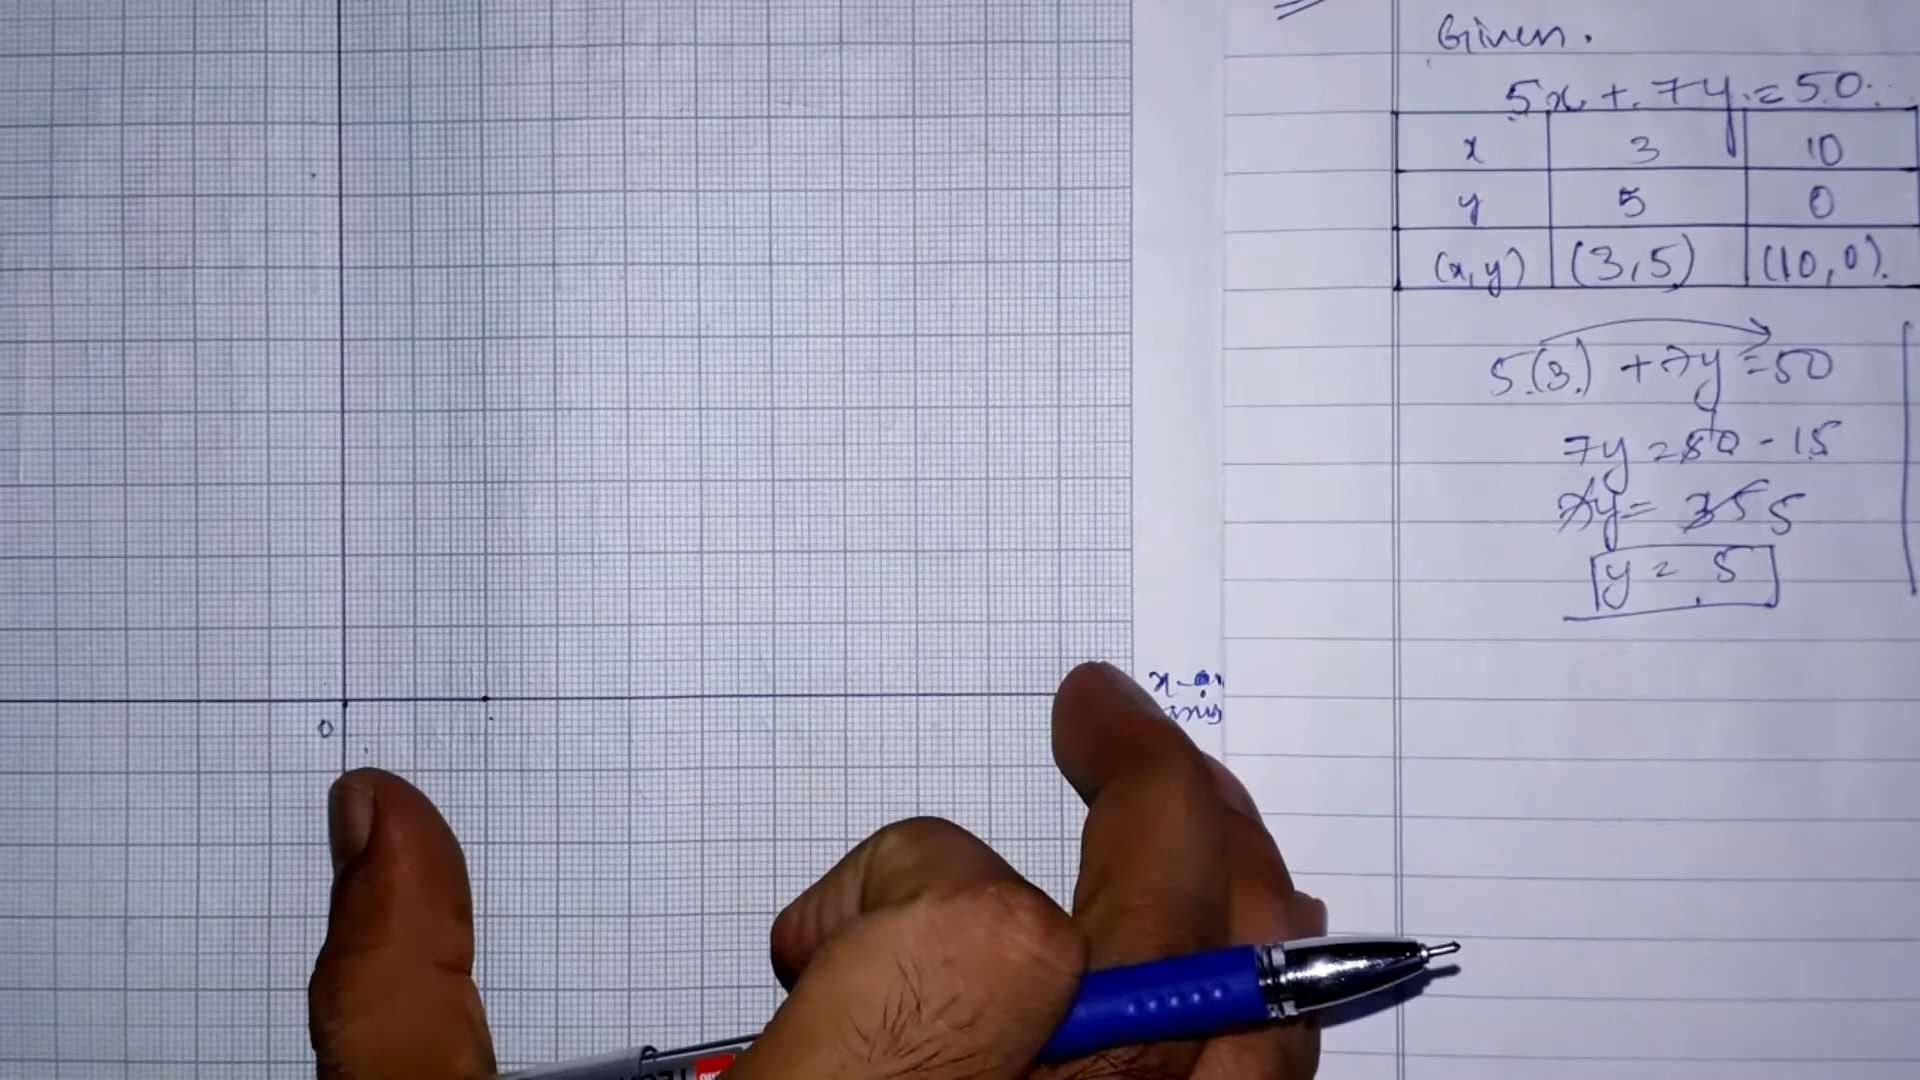 Given.
5x + 7y = 50.
x 3 10
y 5 0
(x,y) (3,5) (10,0).
5(3) + 7y = 50
7y = 50 - 15
7y = 35 5
y = 5
x-
axis
0